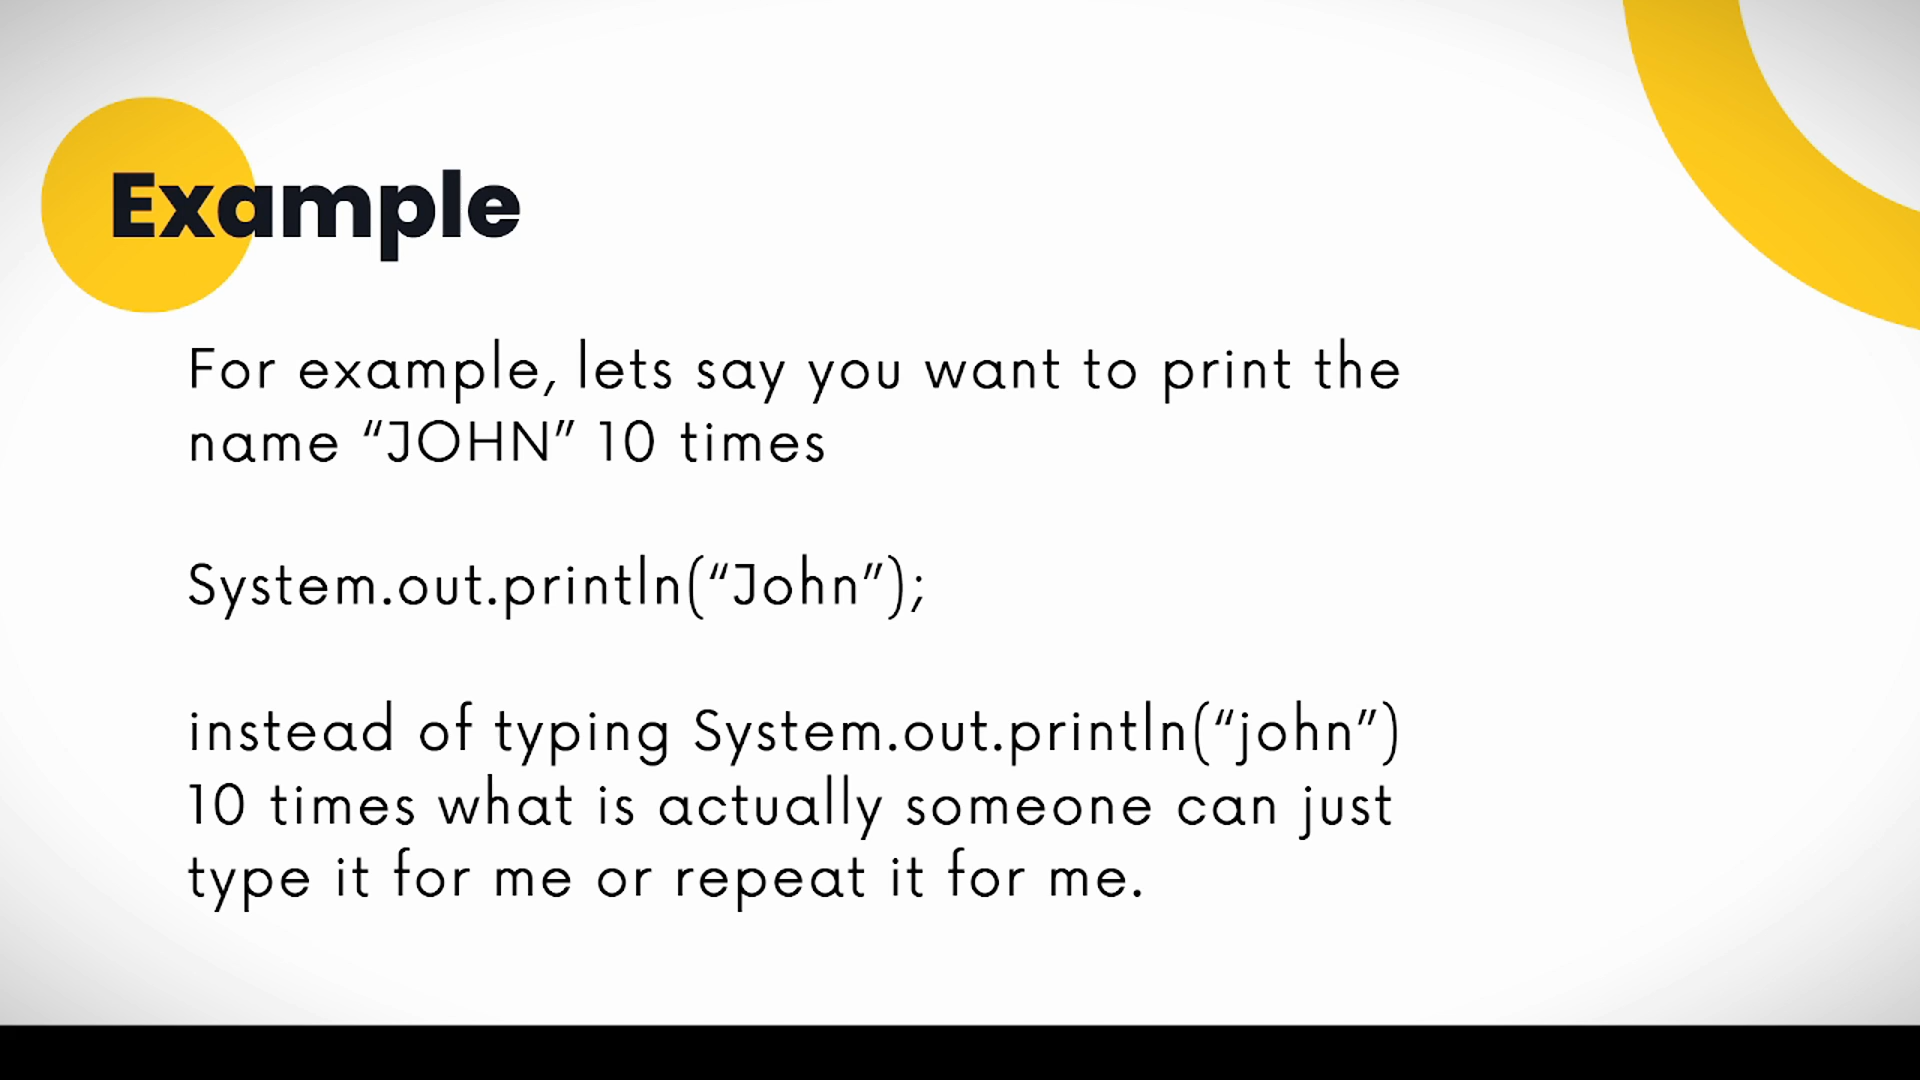 Example
For example, lets say you want to print the
name “JOHN” 10 times
System.out.println(“John”);
instead of typing System.out.println(“john”)
10 times what is actually someone can just
type it for me or repeat it for me.